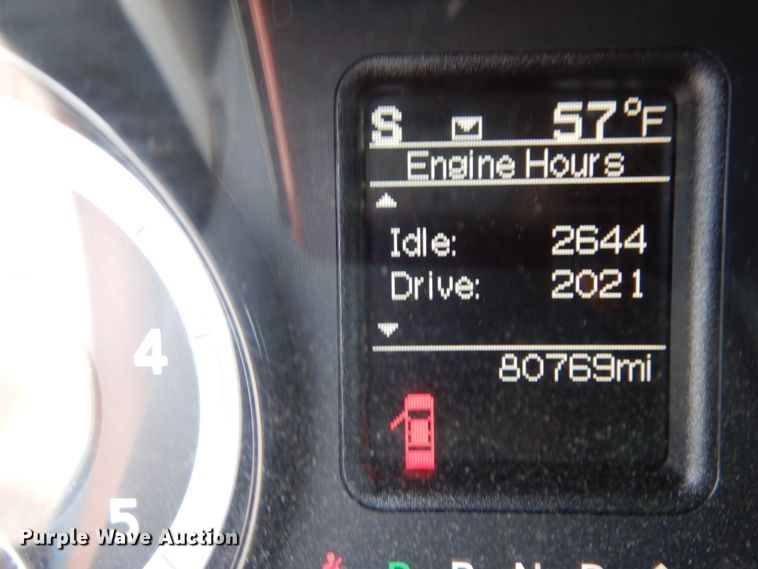 S 57°F
Engine Hours
Idle: 2644
Drive: 2021
80769mi
4
5
Purple Wave Auction
P R N D